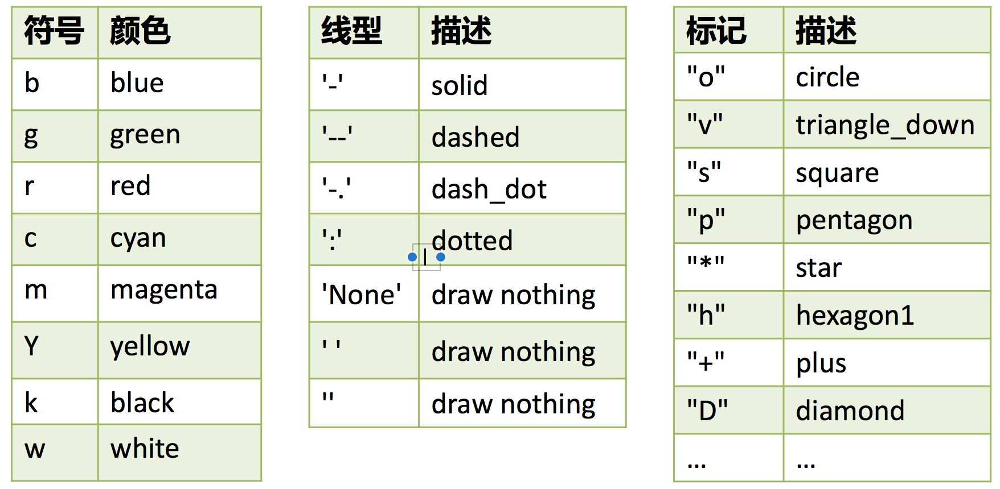 符号 颜色
b blue
g green
r red
c cyan
m magenta
Y yellow
k black
w white
线型 描述
'-' solid
'--' dashed
'-.' dash_dot
':' dotted
'None' draw nothing
' ' draw nothing
'' draw nothing
标记 描述
"o" circle
"v" triangle_down
"s" square
"p" pentagon
"*" star
"h" hexagon1
"+" plus
"D" diamond
... ...